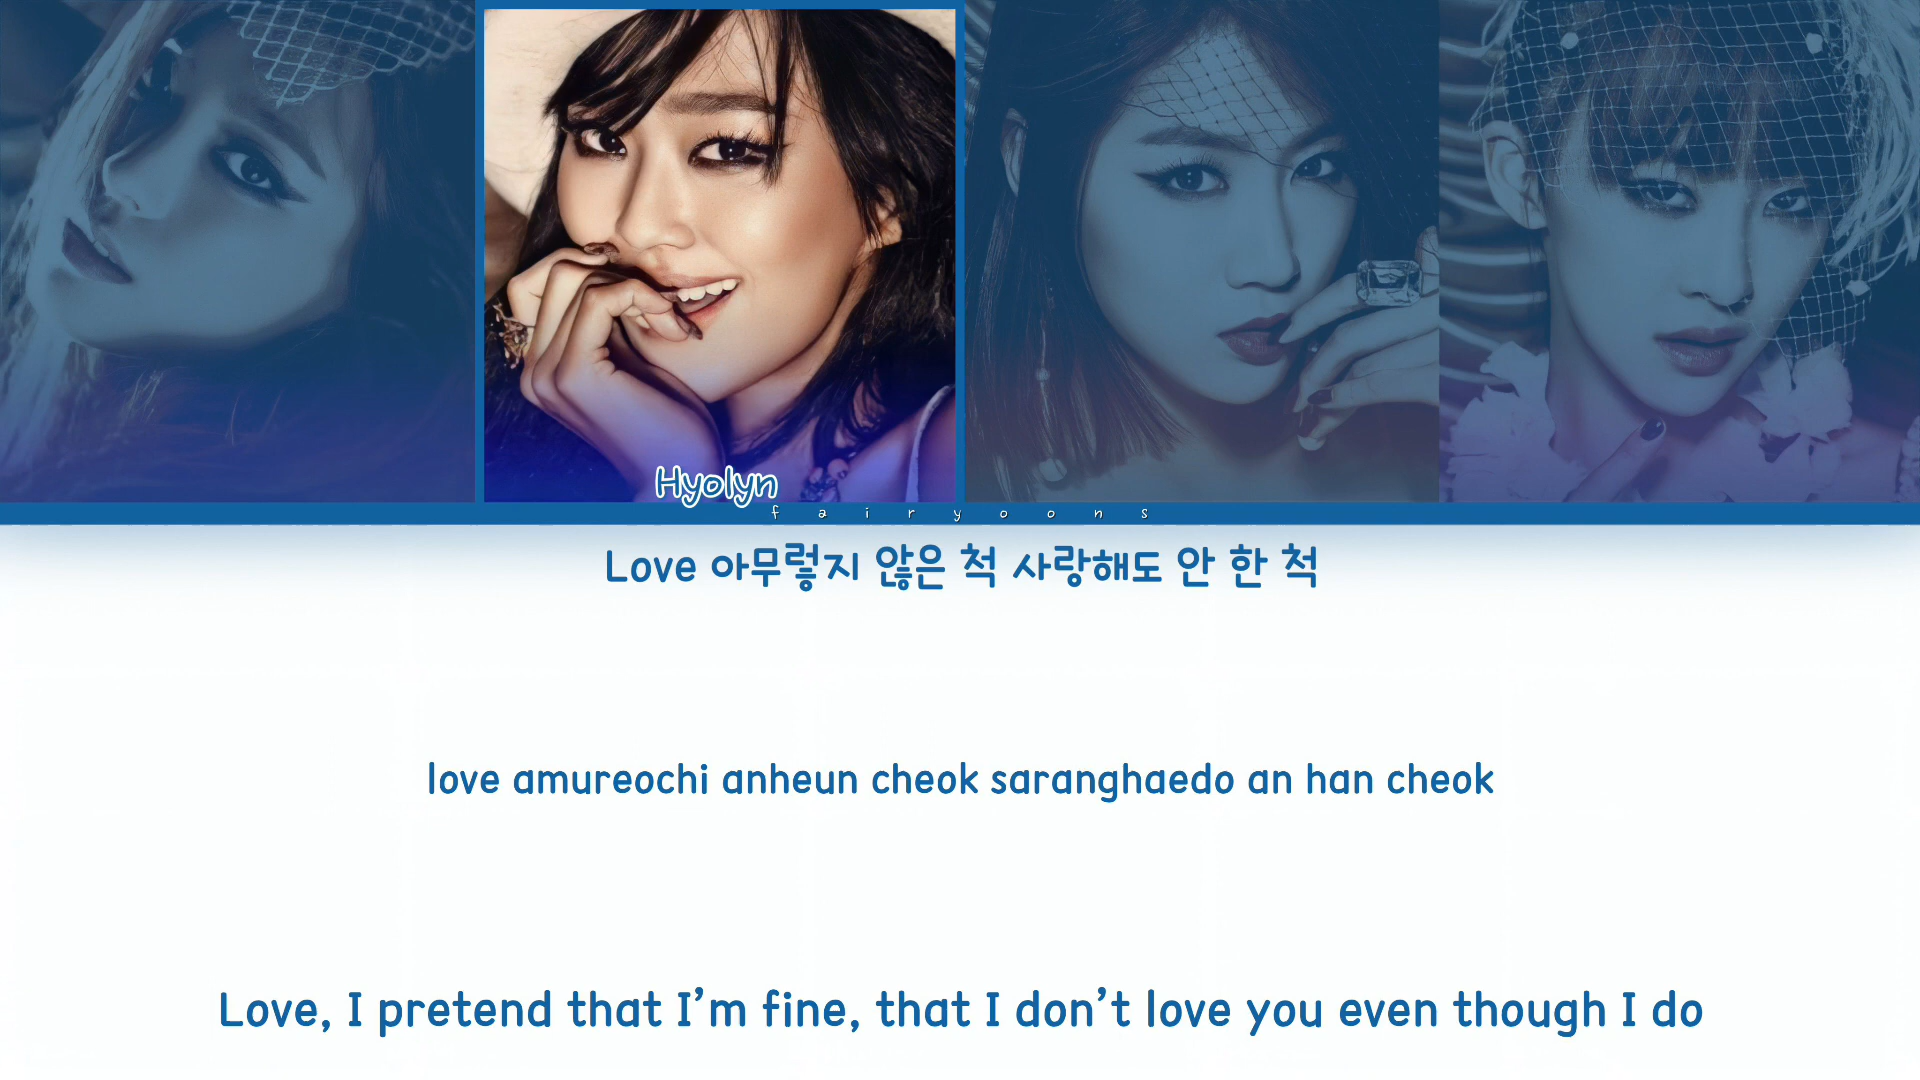 Hyolyn
fairyoons
Love 아무렇지 않은 척 사랑해도 안 한 척
love amureochi anheun cheok saranghaedo an han cheok
Love, I pretend that I’m fine, that I don’t love you even though I do